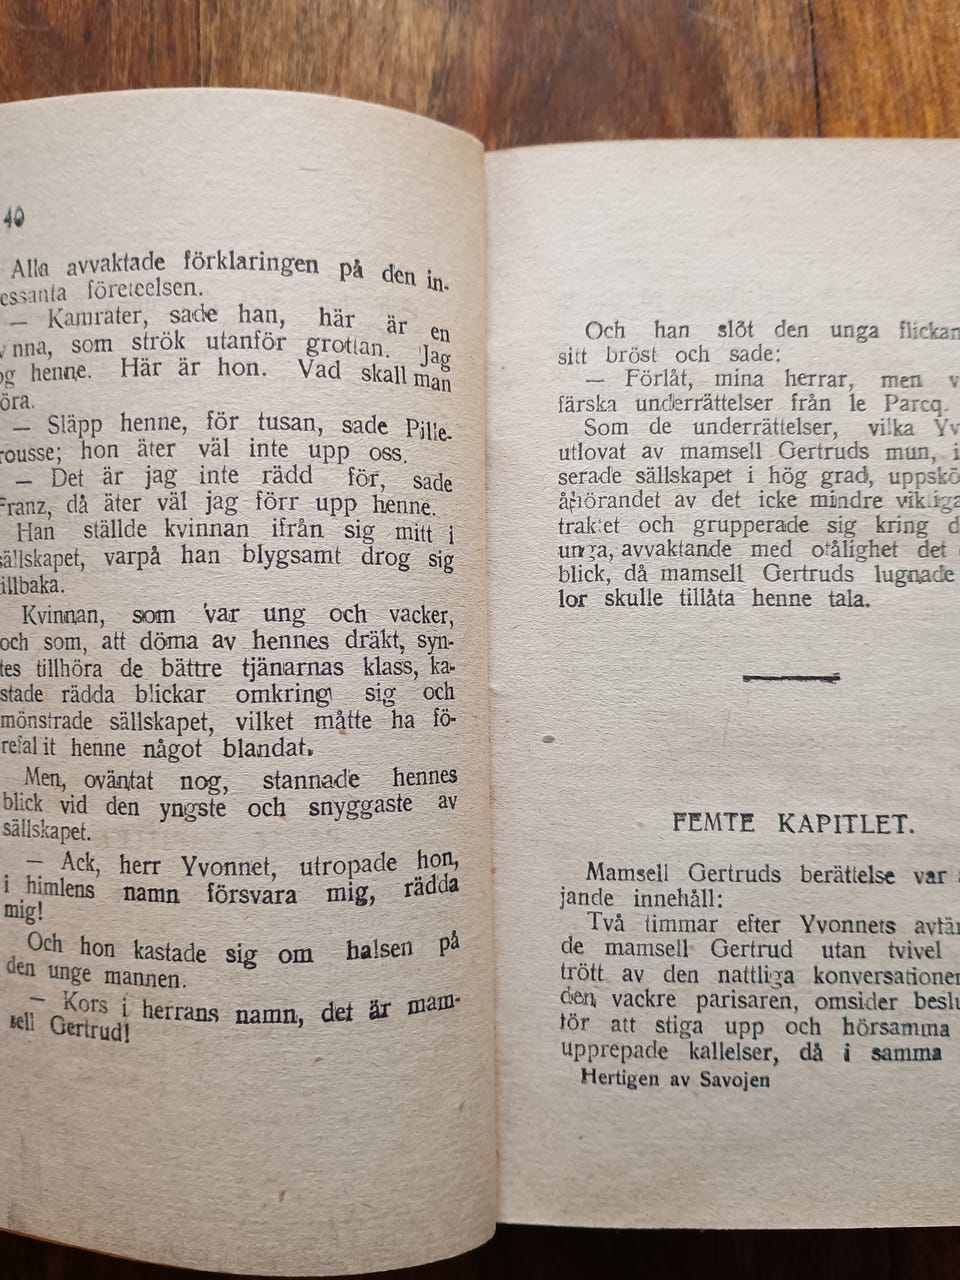 40
Alla avvaktade förklaringen på den in-
essanta företeelsen.
— Kamrater, sade han, här är en
nna, som strök utanför grottan. Jag
og henne. Här är hon. Vad skall man
öra.
— Släpp henne, för tusan, sade Pille-
rousse; hon äter väl inte upp oss.
— Det är jag inte rädd för, sade
Franz, då äter väl jag förr upp henne.
Han ställde kvinnan ifrån sig mitt i
sällskapet, varpå han blygsamt drog sig
illbaka.
Kvinnan, som var ung och vacker,
och som, att döma av hennes dräkt, syn-
tes tillhöra de bättre tjänarnas klass, ka-
stade rädda blickar omkring sig och
mönstrade sällskapet, vilket måtte ha fö-
refal it henne något blandat.
Men, oväntat nog, stannade hennes
blick vid den yngste och snyggaste av
sällskapet.
— Ack, herr Yvonnet, utropade hon,
i himlens namn försvara mig, rädda
mig!
Och hon kastade sig om halsen på
den unge mannen.
— Kors i herrans namn, det är mam-
sell Gertrud!
Och han slöt den unga flickan
sitt bröst och sade:
— Förlåt, mina herrar, men v
färska underrättelser från le Parcq.
Som de underrättelser, vilka Yv
utlovat av mamsell Gertruds mun, i
serade sällskapet i hög grad, uppskö
åhörandet av det icke mindre viktiga
traktet och grupperade sig kring d
unga, avvaktande med otålighet det
blick, då mamsell Gertruds lugnade
lor skulle tillåta henne tala.
FEMTE KAPITLET.
Mamsell Gertruds berättelse var
jande innehåll:
Två timmar efter Yvonnets avtä
de mamsell Gertrud utan tvivel
trött av den nattliga konversationen
den vackre parisaren, omsider beslu
för att stiga upp och hörsamma
upprepade kallelser, då i samma
Hertigen av Savojen